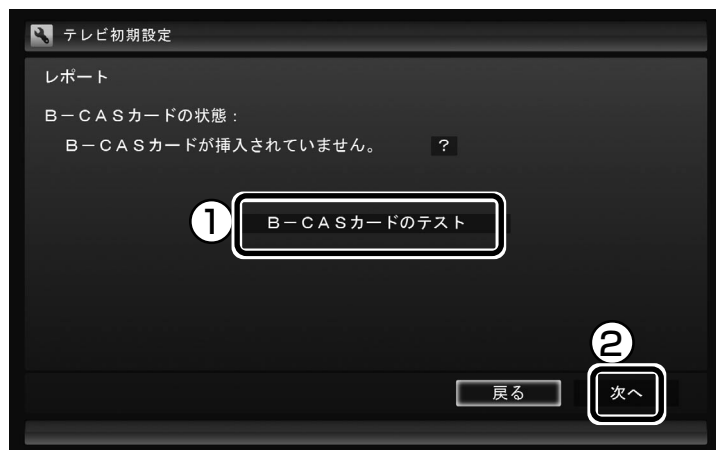 テレビ初期設定
レポート
B－CASカードの状態：
B－CASカードが挿入されていません。 ?
① B－CASカードのテスト
②
戻る 次へ